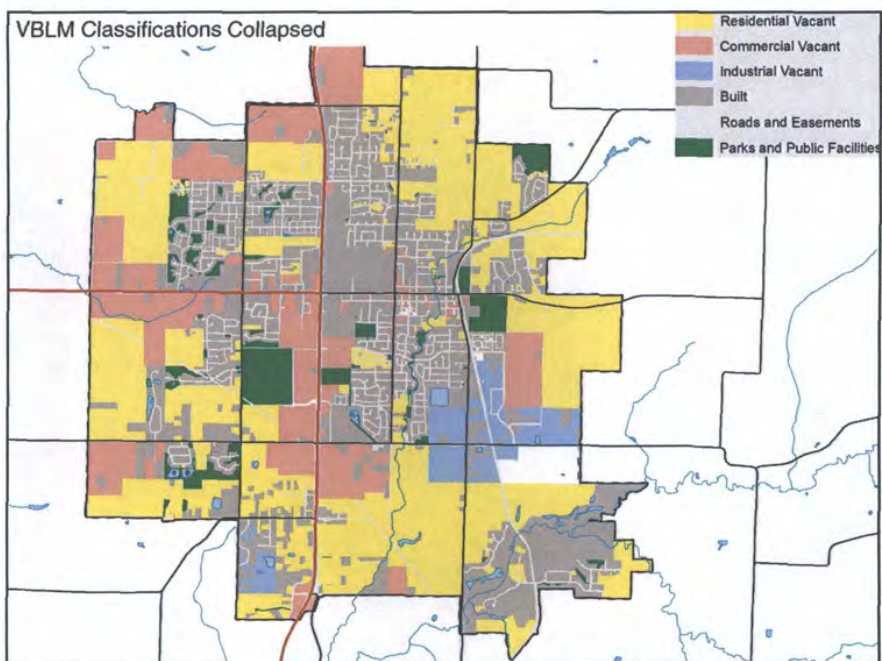 VBLM Classifications Collapsed
Residential Vacant
Commercial Vacant
Industrial Vacant
Built
Roads and Easements
Parks and Public Facilities